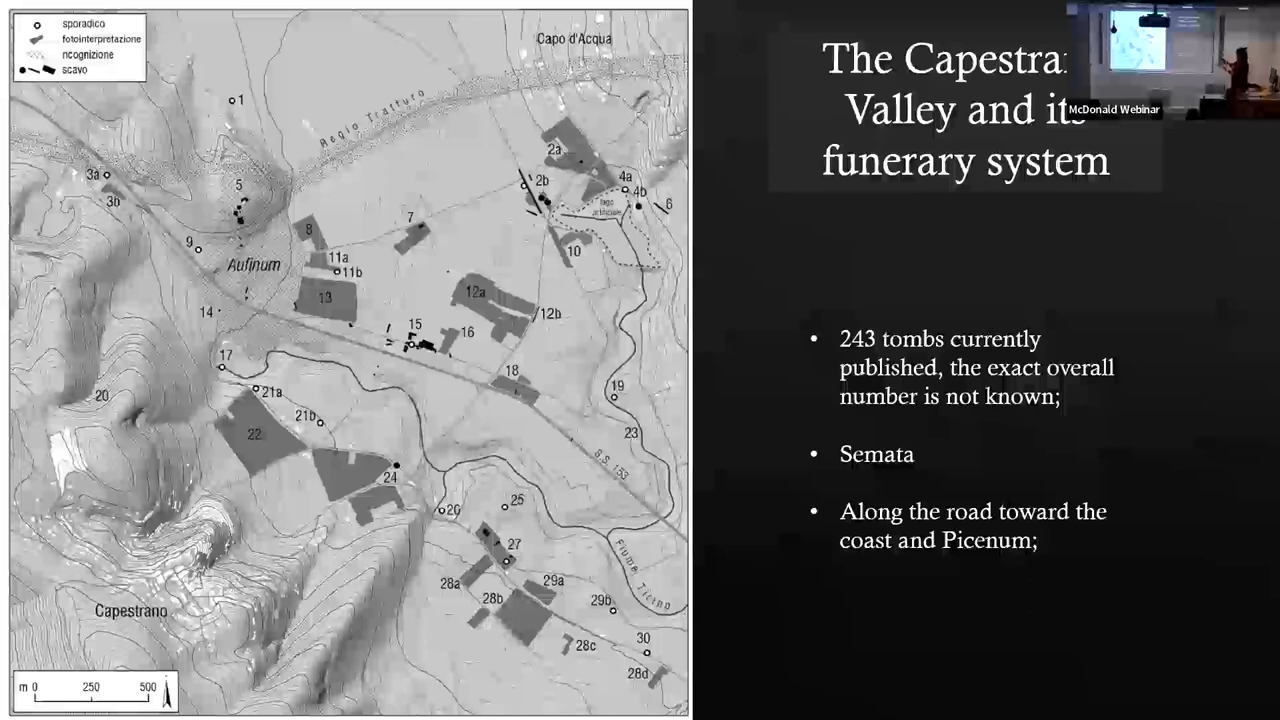 sporadico
fotointerpretazione
ricognizione
scavo
Capo d'Acqua
Regio Tratturo
1
2a
2b
3a
3b
4a
4b
5
6
7
8
9
10
Aufinum
11a
11b
12a
12b
13
14
15
16
17
18
19
20
21a
21b
22
23
S.S. 153
24
25
26
27
28a
28b
28c
28d
29a
29b
30
Capestrano
m 0 250 500
The Capestra
Valley and its
funerary system
McDonald Webinar
• 243 tombs currently
published, the exact overall
number is not known;
• Semata
• Along the road toward the
coast and Picenum;